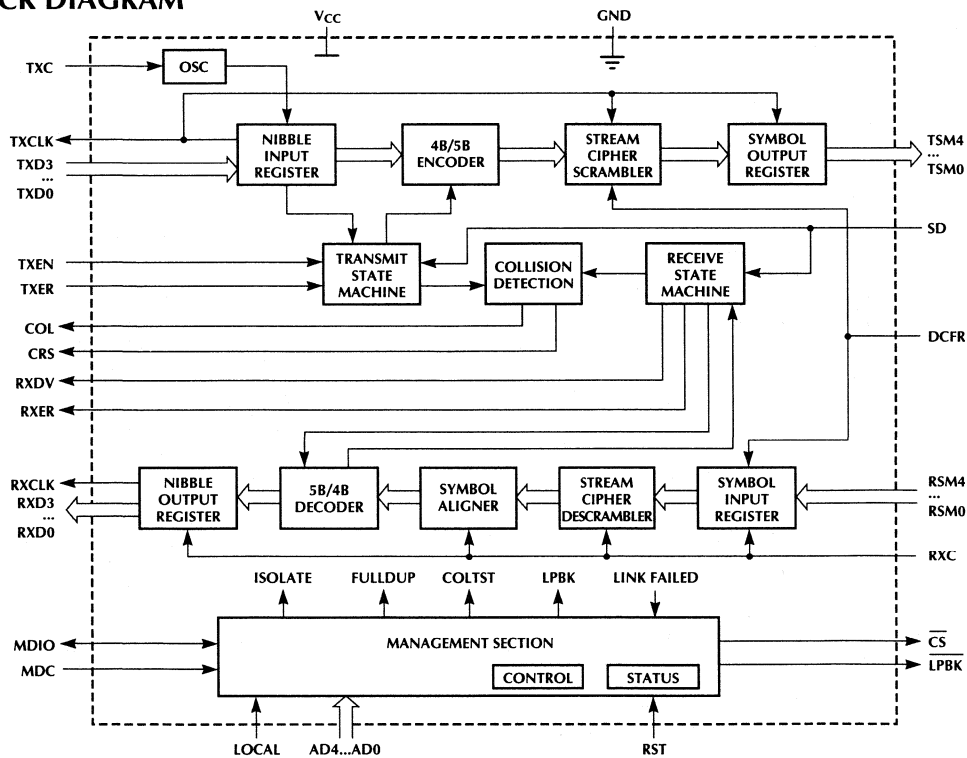 CK DIAGRAM
VCC
GND
TXC
OSC
TXCLK
TXD3
...
TXD0
NIBBLE
INPUT
REGISTER
4B/5B
ENCODER
STREAM
CIPHER
SCRAMBLER
SYMBOL
OUTPUT
REGISTER
TSM4
...
TSM0
SD
TXEN
TXER
TRANSMIT
STATE
MACHINE
COLLISION
DETECTION
RECEIVE
STATE
MACHINE
COL
CRS
DCFR
RXDV
RXER
RXCLK
RXD3
...
RXD0
NIBBLE
OUTPUT
REGISTER
5B/4B
DECODER
SYMBOL
ALIGNER
STREAM
CIPHER
DESCRAMBLER
SYMBOL
INPUT
REGISTER
RSM4
...
RSM0
RXC
ISOLATE
FULLDUP
COLTST
LPBK
LINK FAILED
MDIO
MDC
MANAGEMENT SECTION
CONTROL
STATUS
CS
LPBK
LOCAL
AD4...AD0
RST